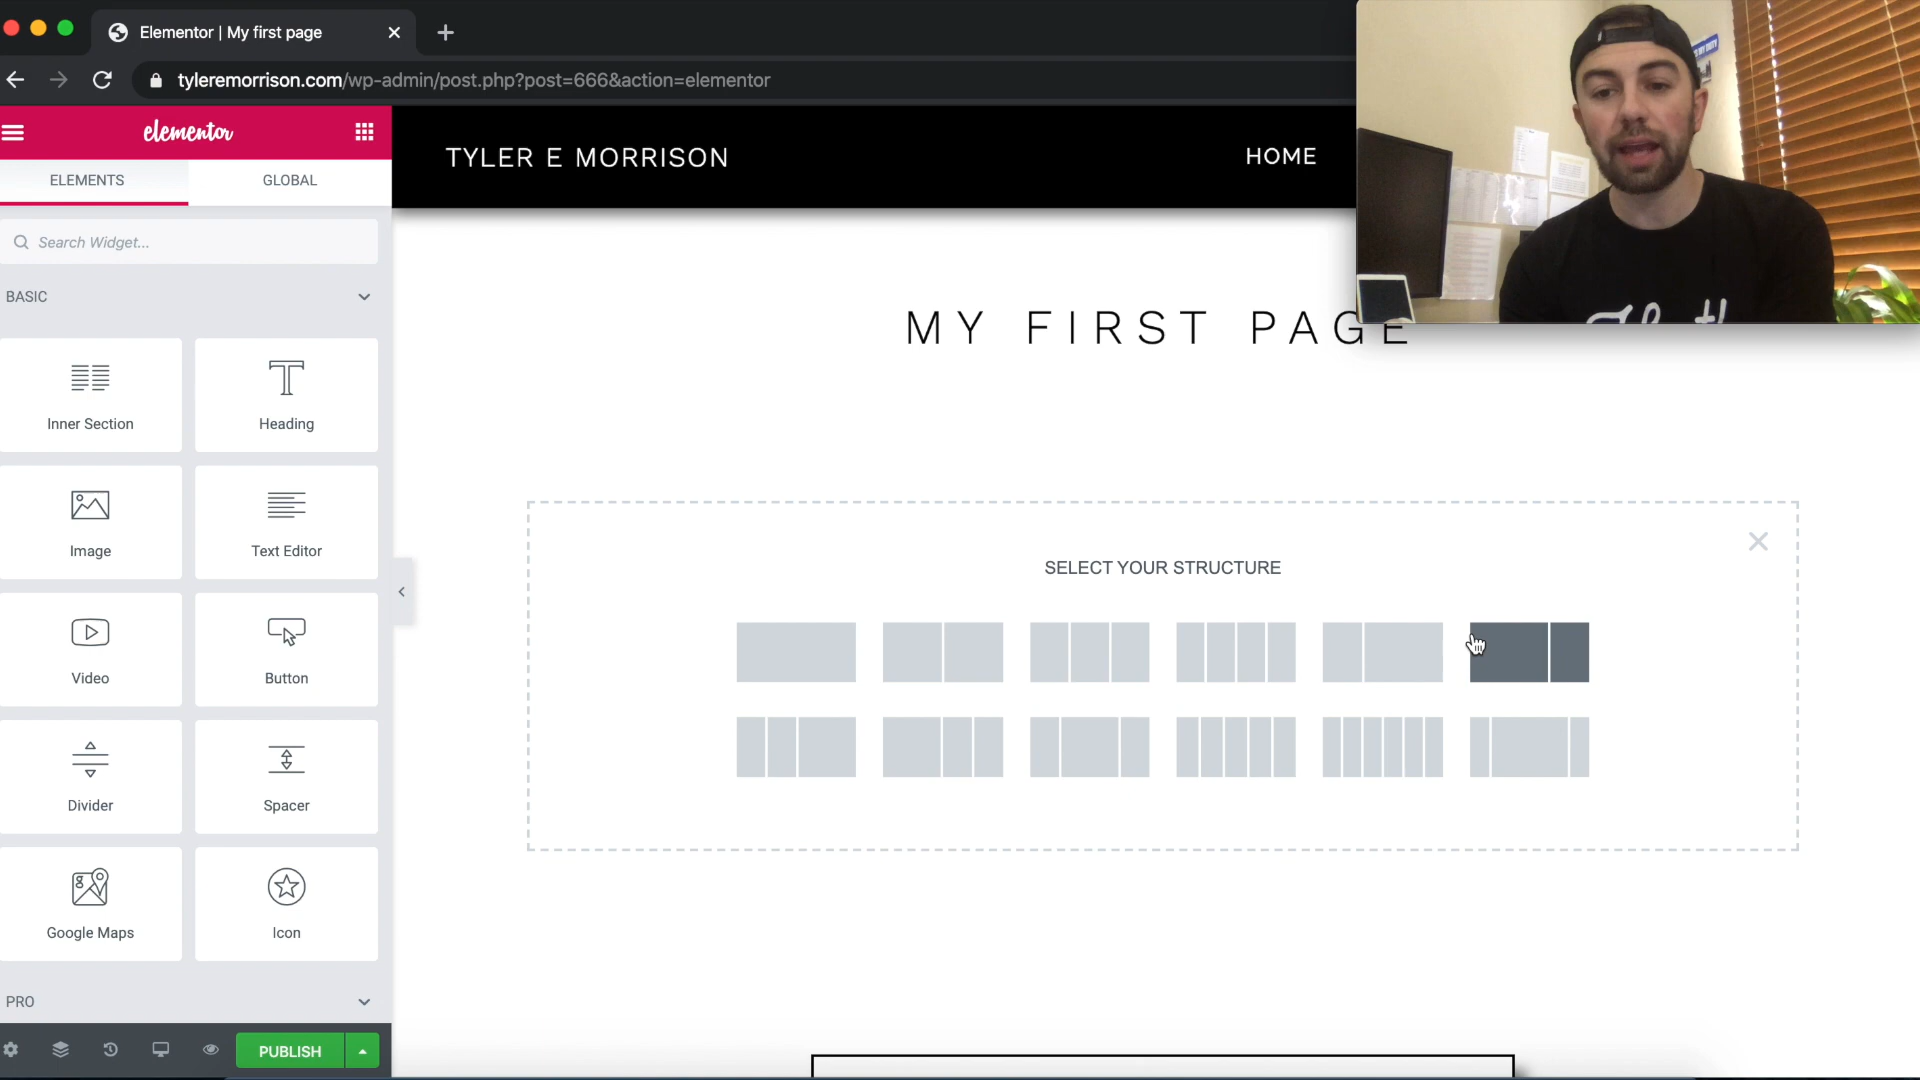 Elementor | My first page
tyleremorrison.com/wp-admin/post.php?post=666&action=elementor
elementor
ELEMENTS
GLOBAL
TYLER E MORRISON
HOME
Search Widget...
BASIC
MY FIRST PAGE
Inner Section
Heading
Image
Text Editor
SELECT YOUR STRUCTURE
Video
Button
Divider
Spacer
Google Maps
Icon
PRO
PUBLISH